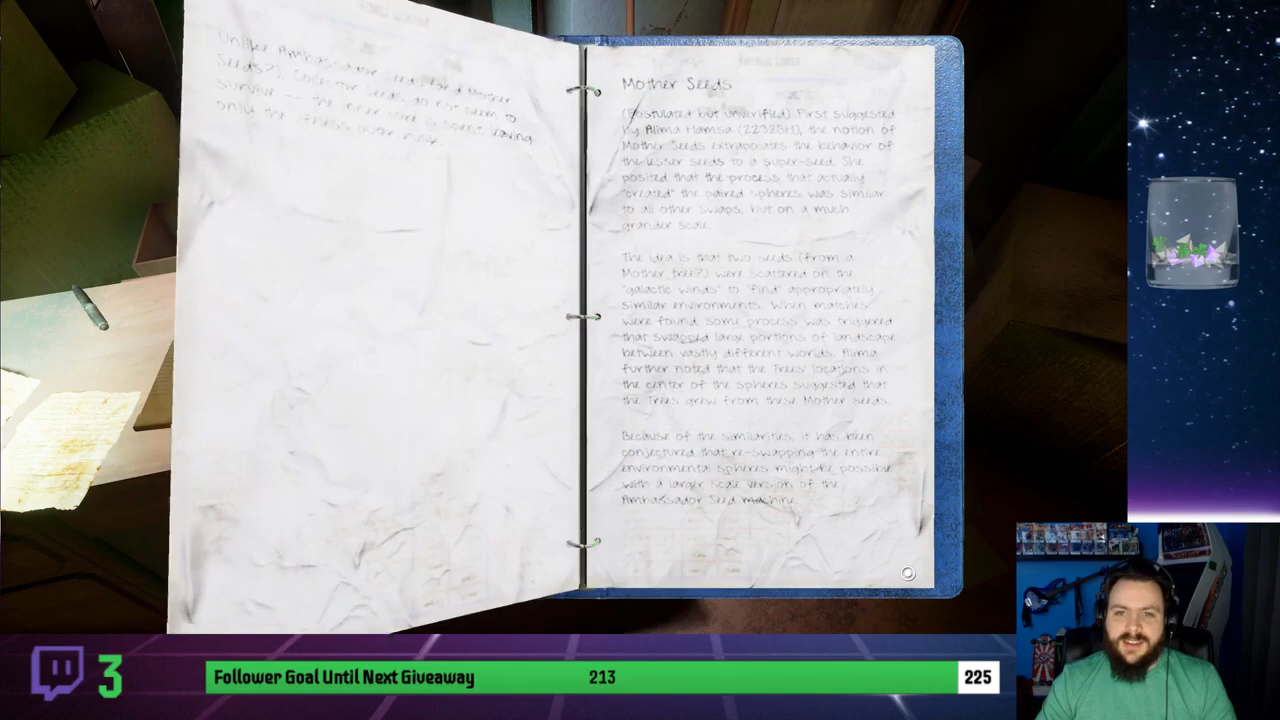 Unlike Ambassador Seeds (and Mother
Seeds?), Collector Seeds do not seem to
survive -- the inner core is spent leaving
only the lifeless outer
Mother Seeds
(Postulated but unverified) First suggested
by Alima Hamsa (2232BH), the notion of
Mother Seeds extrapolates the behavior of
the lesser seeds to a super-seed. She
posited that the process that actually
"created" the paired spheres was similar
to all other swaps, but on a much
grander scale.
The idea is that two seeds (from a
Mother tree?) were scattered on the
"galactic winds" to "find" appropriately
similar environments. When matches
were found some process was triggered
that swapped large portions of landscape
between vastly different worlds. Alima
further noted that the Trees' locations in
the center of the spheres suggested that
the Trees grew from these Mother seeds.
Because of the similarities, it has been
conjectured that re-swapping the entire
environmental spheres might be possible
with a larger scale version of the
Ambassador Seed machine.
3
Follower Goal Until Next Giveaway
213
225